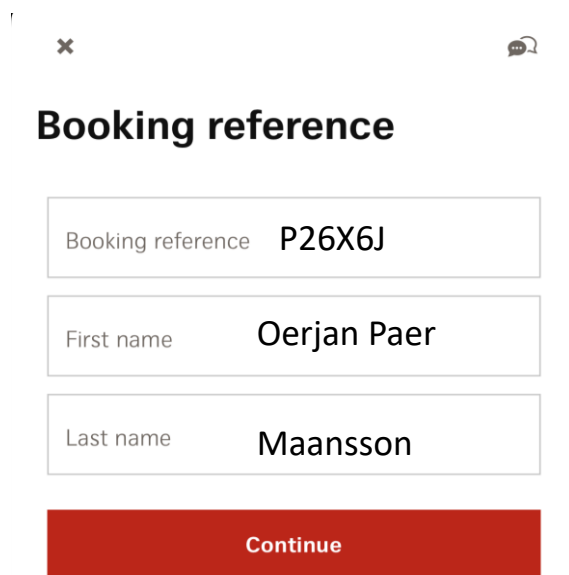 Booking reference
Booking reference P26X6J
First name Oerjan Paer
Last name Maansson
Continue